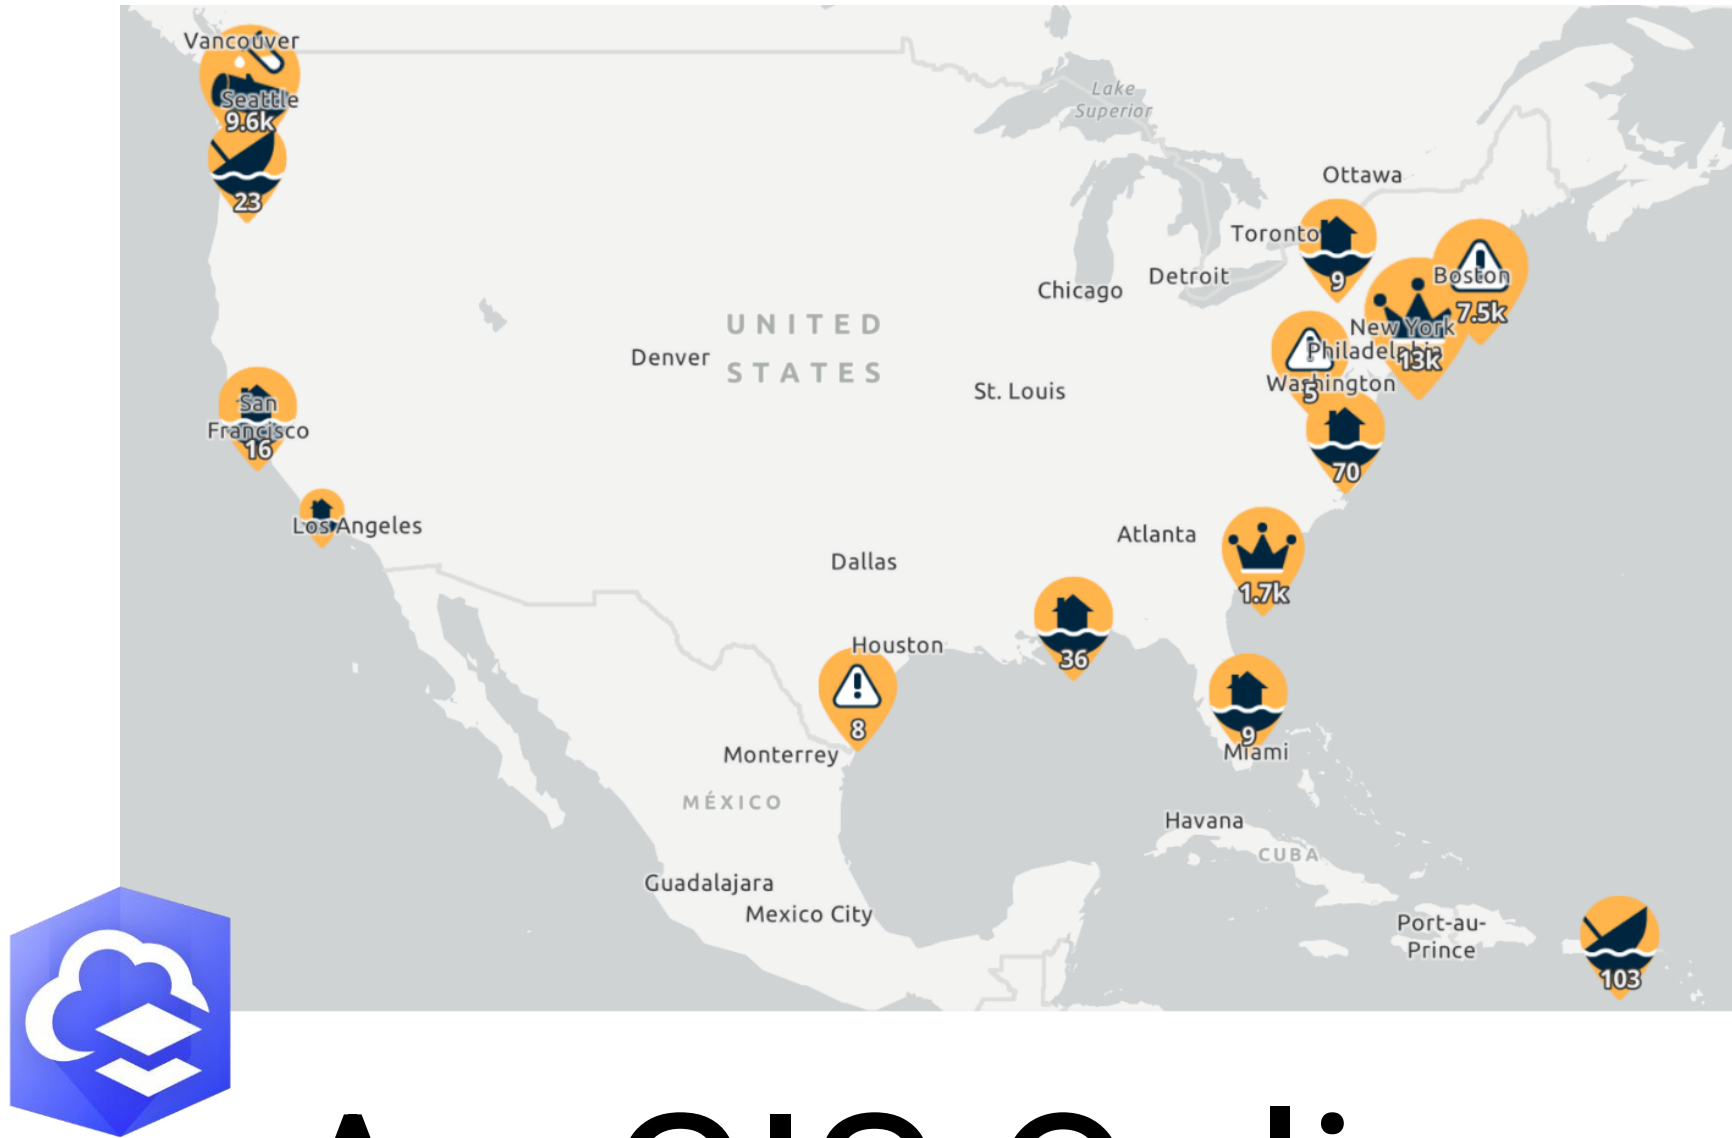 Vancouver
Seattle
9.6k
23
Lake
Superior
Ottawa
Toronto
9
Boston
7.5k
Detroit
Chicago
New York
Philadelphia
13k
UNITED
STATES
Denver
St. Louis
Washington
5
70
San
Francisco
16
Los Angeles
Atlanta
1.7k
Dallas
Houston
36
8
9
Miami
Monterrey
MÉXICO
Havana
CUBA
Guadalajara
Mexico City
Port-au-
Prince
103